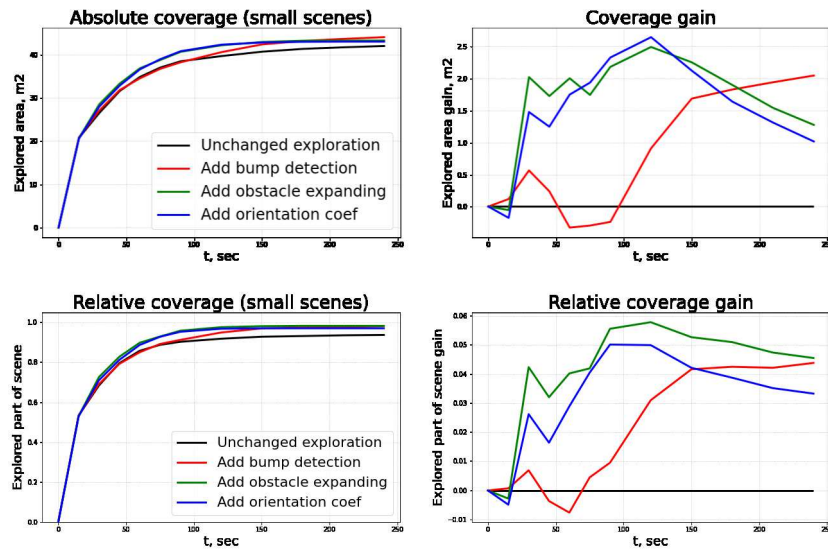 Absolute coverage (small scenes)
Explored area, m2
40
30
20
10
0
0
50
100
150
200
250
t, sec
Unchanged exploration
Add bump detection
Add obstacle expanding
Add orientation coef
Coverage gain
Explored area gain, m2
2.5
2.0
1.5
1.0
0.5
0.0
0
50
100
150
200
250
t, sec
Relative coverage (small scenes)
Explored part of scene
1.0
0.8
0.6
0.4
0.2
0.0
0
50
100
150
200
250
t, sec
Unchanged exploration
Add bump detection
Add obstacle expanding
Add orientation coef
Relative coverage gain
Explored part of scene gain
0.06
0.05
0.04
0.03
0.02
0.01
0.00
−0.01
0
50
100
150
200
250
t, sec